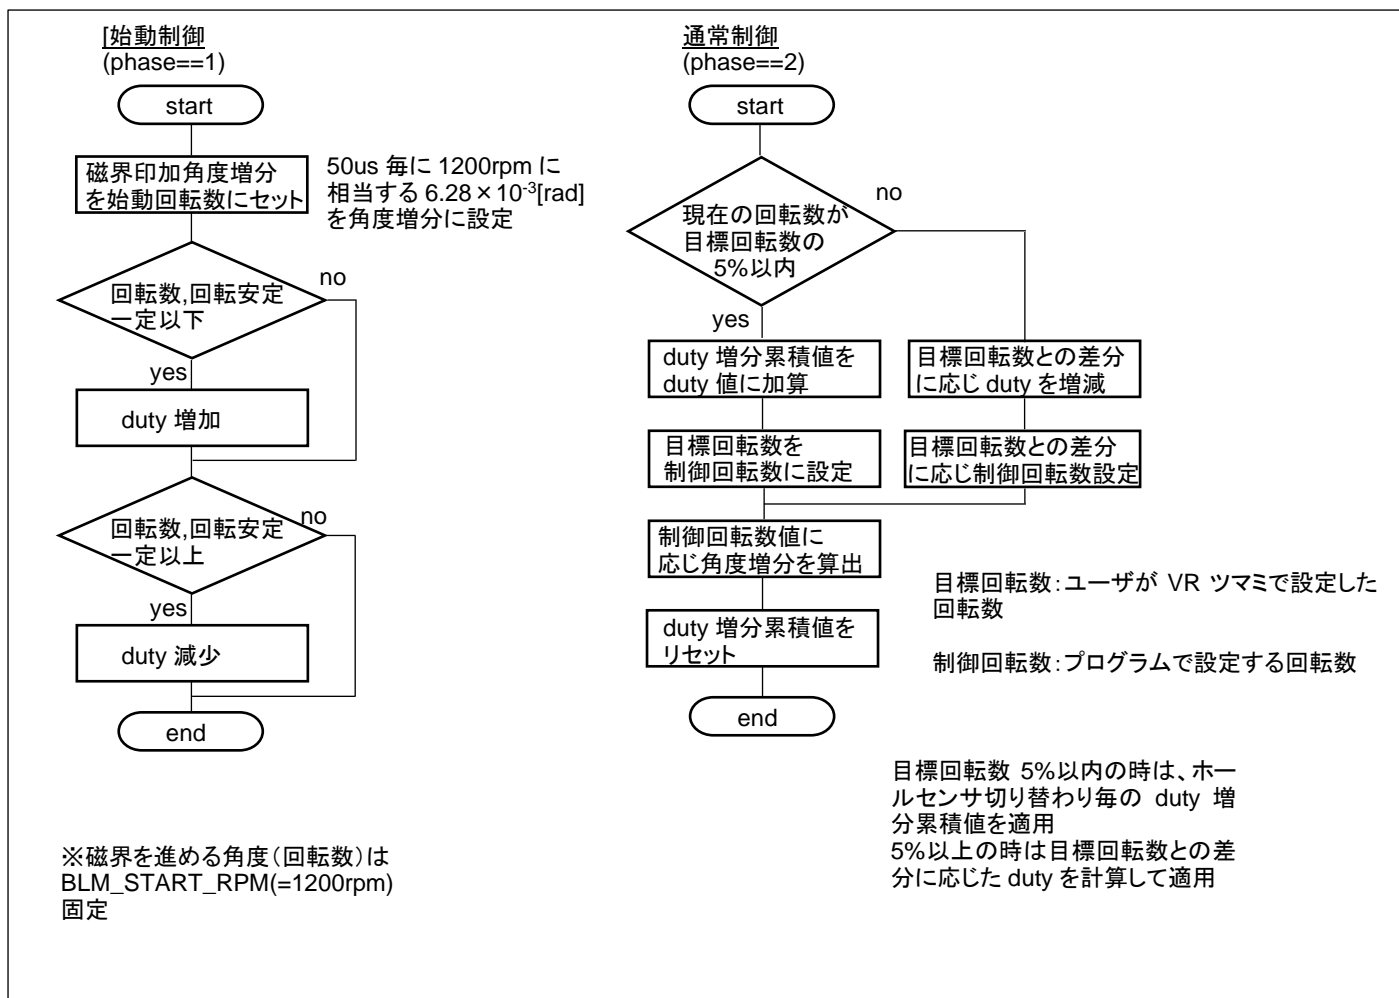 [始動制御
(phase==1)
start
磁界印加角度増分
を始動回転数にセット
50us 毎に 1200rpm に
相当する 6.28×10-3[rad]
を角度増分に設定
回転数,回転安定
一定以下
no
yes
duty 増加
回転数,回転安定
一定以上
no
yes
duty 減少
end
※磁界を進める角度(回転数)は
BLM_START_RPM(=1200rpm)
固定
通常制御
(phase==2)
start
現在の回転数が
目標回転数の
5%以内
no
yes
duty 増分累積値を
duty 値に加算
目標回転数との差分
に応じ duty を増減
目標回転数を
制御回転数に設定
目標回転数との差分
に応じ制御回転数設定
制御回転数値に
応じ角度増分を算出
duty 増分累積値を
リセット
end
目標回転数:ユーザが VR ツマミで設定した
回転数
制御回転数:プログラムで設定する回転数
目標回転数 5%以内の時は、ホー
ルセンサ切り替わり毎の duty 増
分累積値を適用
5%以上の時は目標回転数との差
分に応じた duty を計算して適用